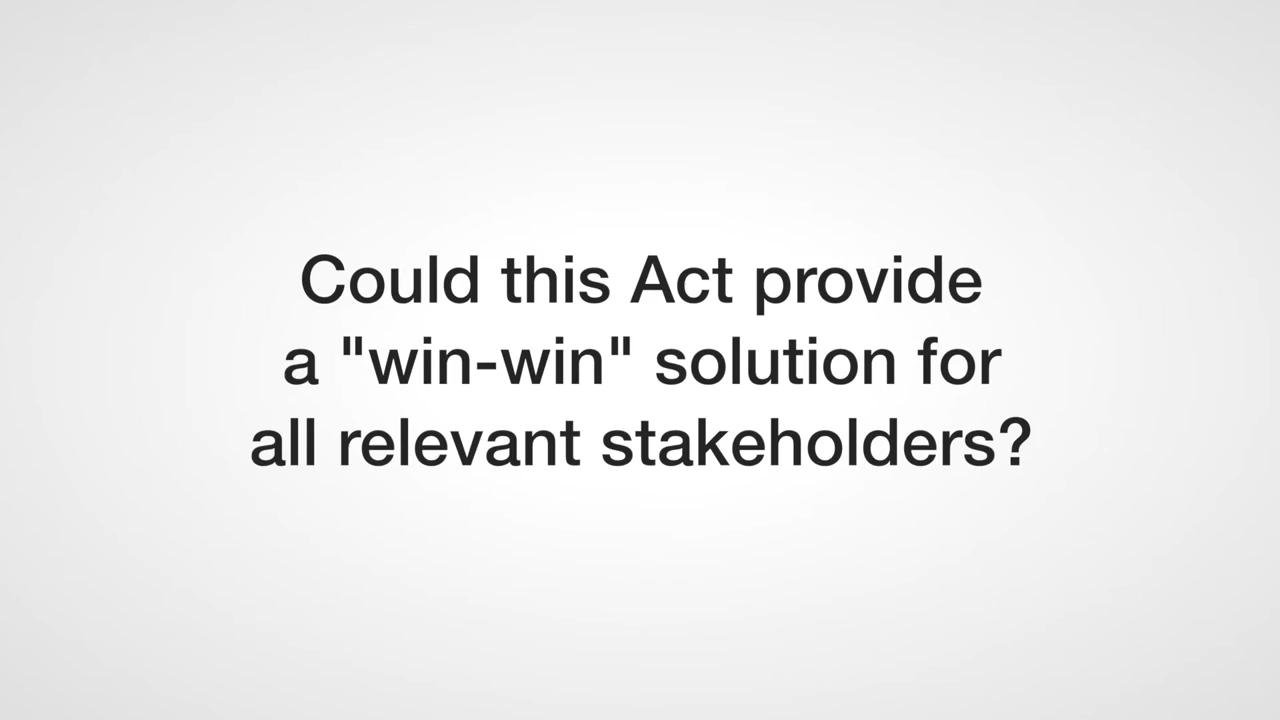 Could this Act provide
a "win-win" solution for
all relevant stakeholders?